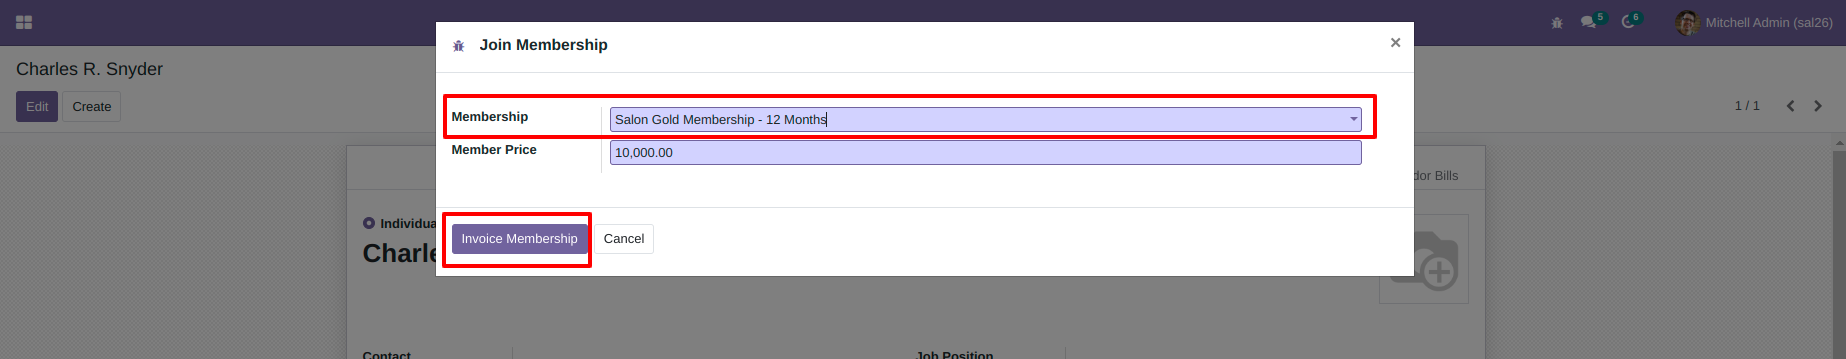 5
6
Mitchell Admin (sal26)
Join Membership
×
Charles R. Snyder
Edit
Create
1 / 1
Membership
Salon Gold Membership - 12 Months
Member Price
10,000.00
dor Bills
Individua
Charle
Invoice Membership
Cancel
Contact
Job Position